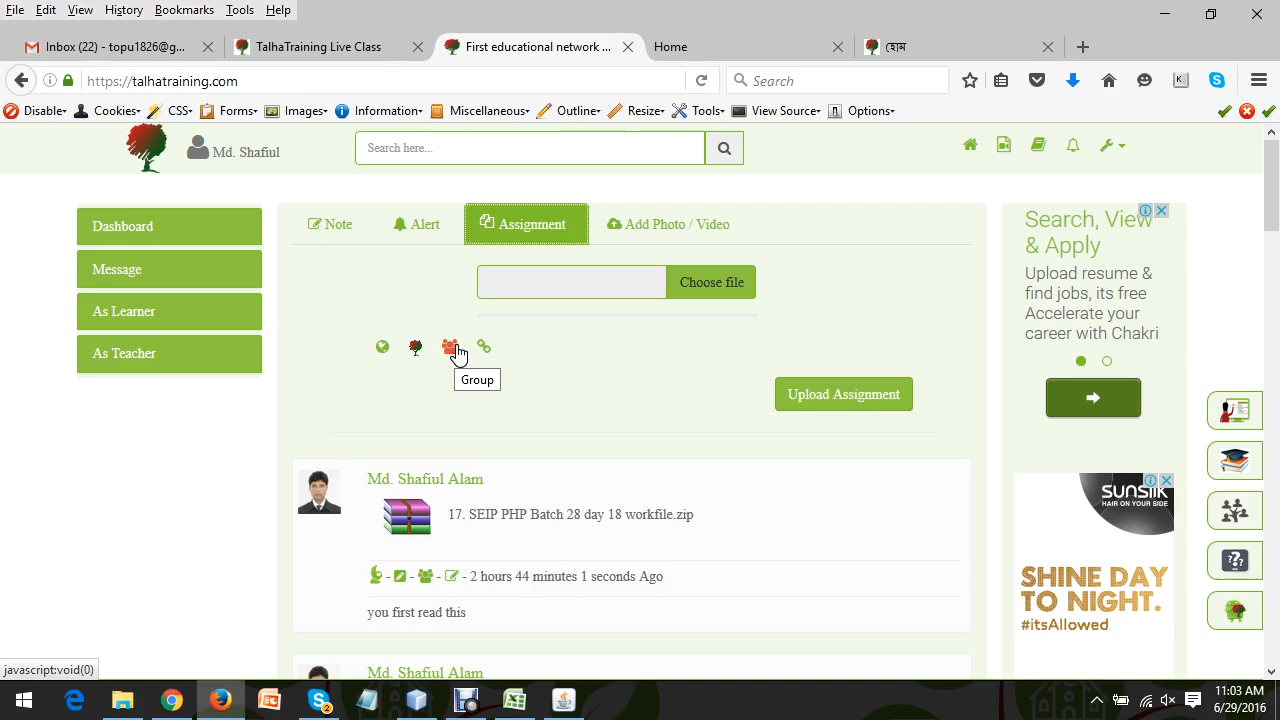 File Edit View History Bookmarks Tools Help
Inbox (22) - topu1826@g...
TalhaTraining Live Class
First educational network ...
Home
হোম
https://talhatraining.com
Search
Disable- Cookies- CSS- Forms- Images- Information- Miscellaneous- Outline- Resize- Tools- View Source- Options-
Md. Shafiul
Search here...
Dashboard
Message
As Learner
As Teacher
Note
Alert
Assignment
Add Photo / Video
Choose file
Group
Upload Assignment
Md. Shafiul Alam
17. SEIP PHP Batch 28 day 18 workfile.zip
- - - - 2 hours 44 minutes 1 seconds Ago
you first read this
Md. Shafiul Alam
Search, View
& Apply
Upload resume &
find jobs, its free
Accelerate your
career with Chakri
SUNSILK
HAIR ON YOUR SIDE
SHINE DAY
TO NIGHT.
#itsAllowed
javascript:void(0)
11:03 AM
6/29/2016